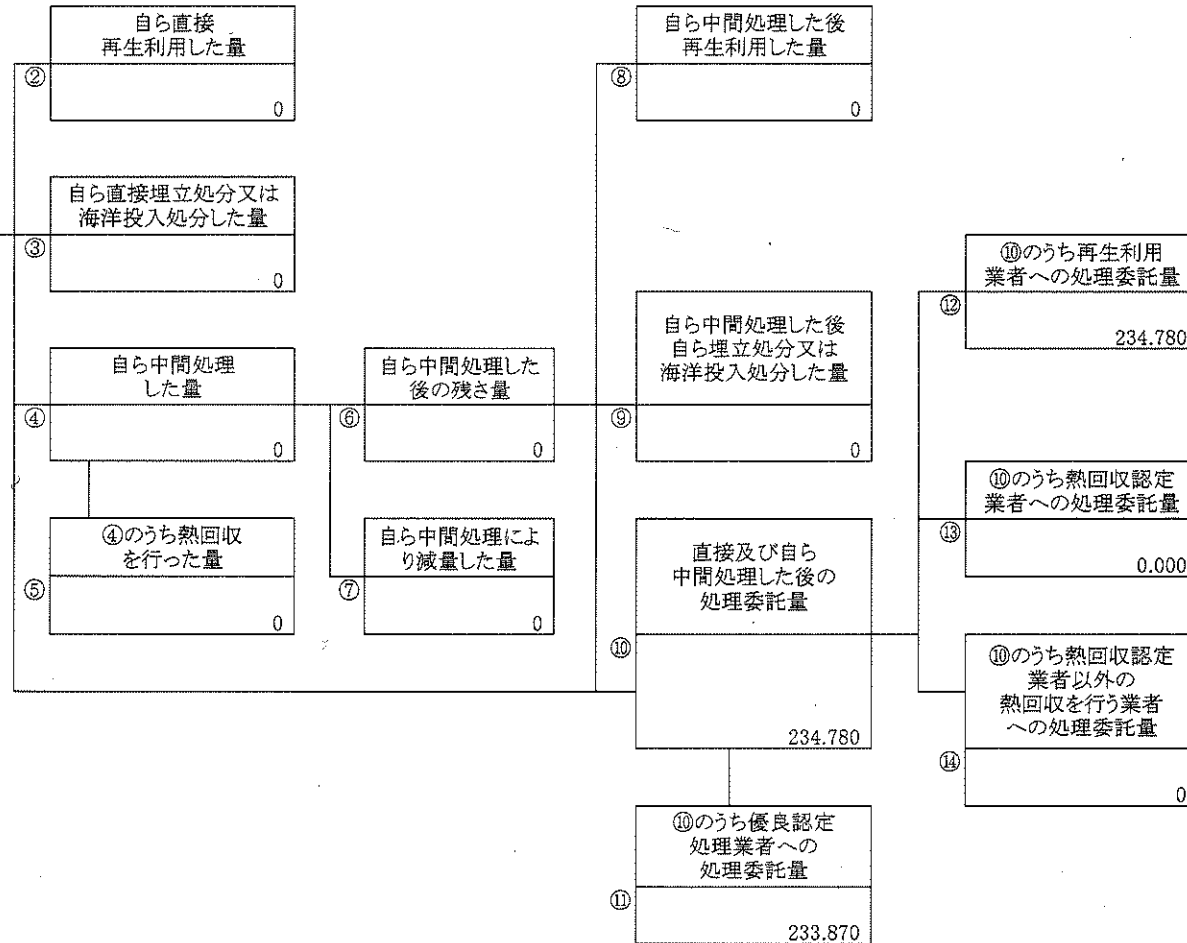 自ら直接
再生利用した量
②
0
自ら中間処理した後
再生利用した量
⑧
0
自ら直接埋立処分又は
海洋投入処分した量
③
0
⑩のうち再生利用
業者への処理委託量
⑫
234.780
自ら中間処理
した量
④
0
自ら中間処理した
後の残さ量
⑥
0
自ら中間処理した後
自ら埋立処分又は
海洋投入処分した量
⑨
0
⑩のうち熱回収認定
業者への処理委託量
⑬
0.000
④のうち熱回収
を行った量
⑤
0
自ら中間処理によ
り減量した量
⑦
0
直接及び自ら
中間処理した後の
処理委託量
⑩
234.780
⑩のうち熱回収認定
業者以外の
熱回収を行う業者
への処理委託量
⑭
0
⑩のうち優良認定
処理業者への
処理委託量
⑪
233.870